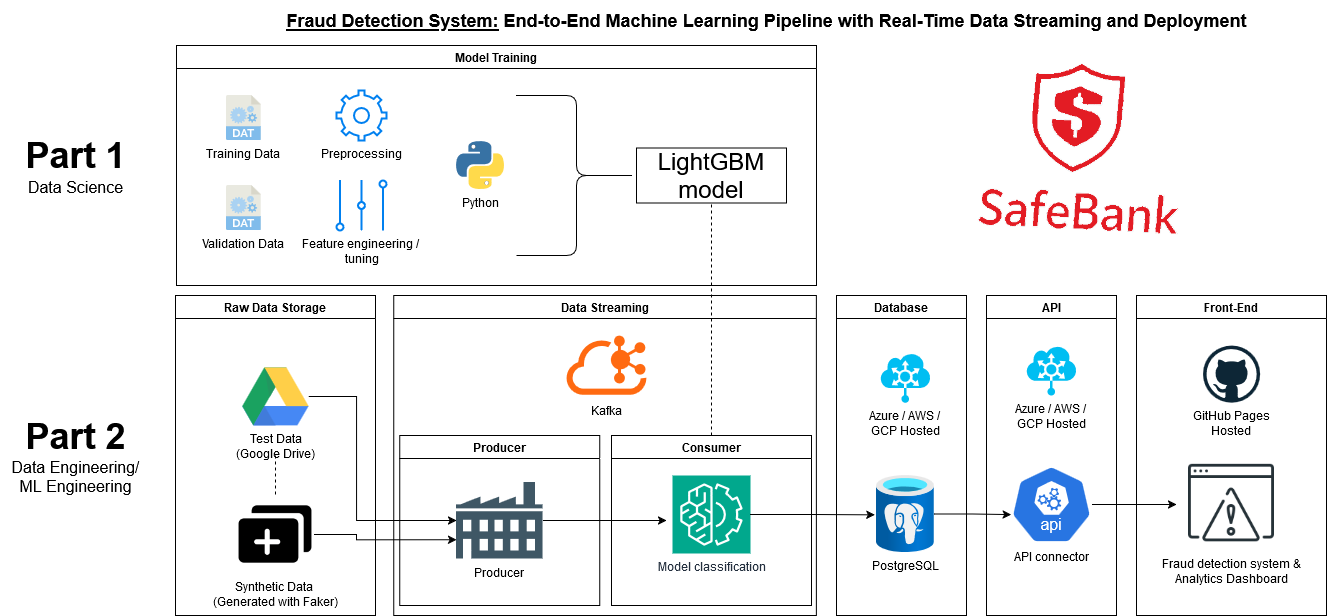 Fraud Detection System: End-to-End Machine Learning Pipeline with Real-Time Data Streaming and Deployment
Part 1
Data Science
Model Training
DAT
Training Data
Preprocessing
DAT
Validation Data
Feature engineering /
tuning
Python
LightGBM
model
SafeBank
Part 2
Data Engineering/
ML Engineering
Raw Data Storage
Test Data
(Google Drive)
Synthetic Data
(Generated with Faker)
Data Streaming
Kafka
Producer
Producer
Consumer
Model classification
Database
Azure / AWS /
GCP Hosted
PostgreSQL
API
Azure / AWS /
GCP Hosted
api
API connector
Front-End
GitHub Pages
Hosted
Fraud detection system &
Analytics Dashboard